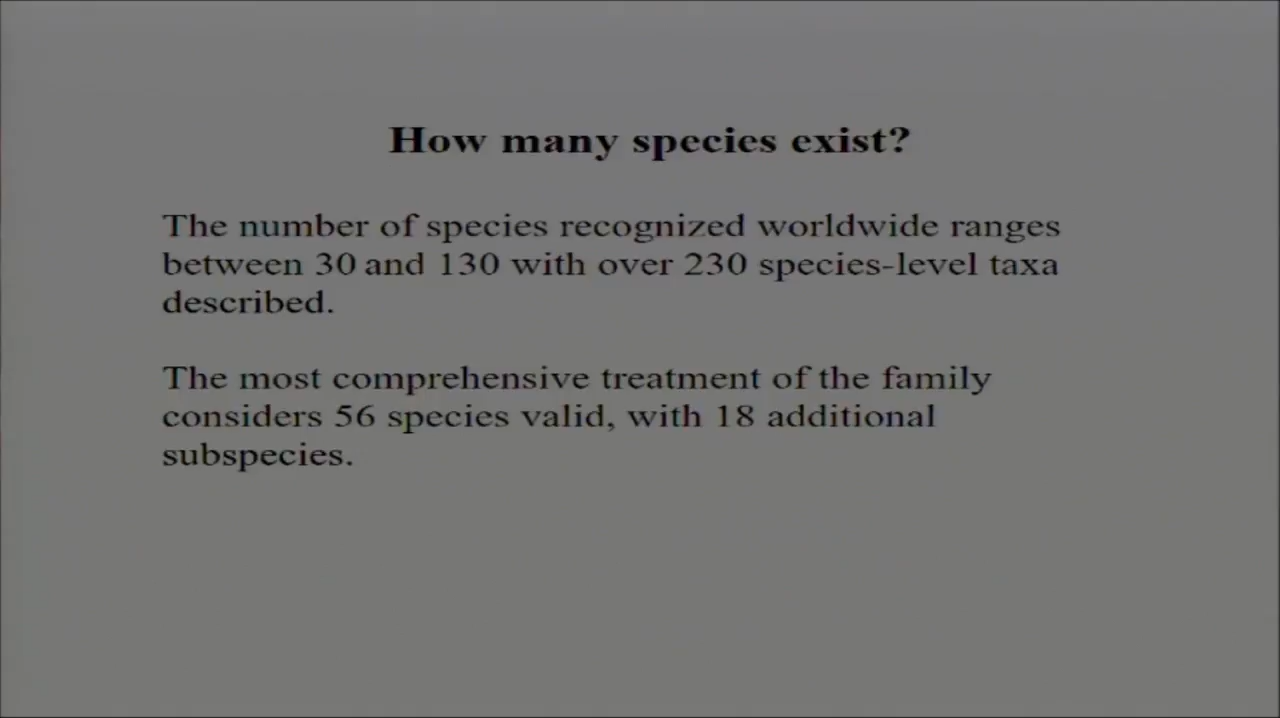 How many species exist?
The number of species recognized worldwide ranges
between 30 and 130 with over 230 species-level taxa
described.
The most comprehensive treatment of the family
considers 56 species valid, with 18 additional
subspecies.